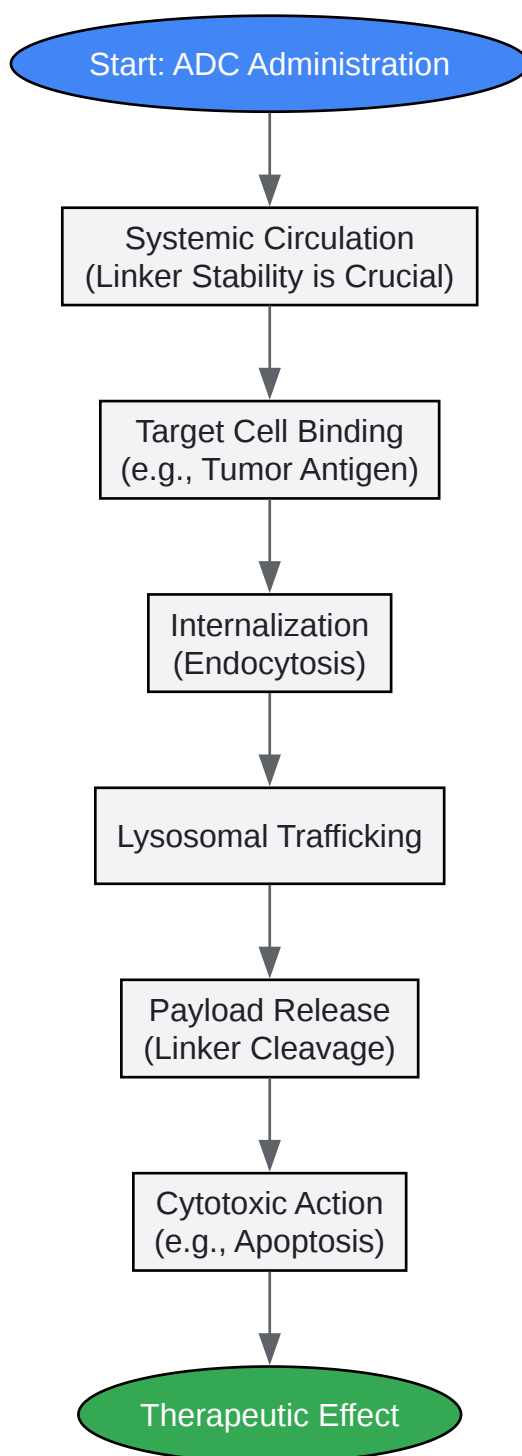 Start: ADC Administration
Systemic Circulation
(Linker Stability is Crucial)
Target Cell Binding
(e.g., Tumor Antigen)
Internalization
(Endocytosis)
Lysosomal Trafficking
Payload Release
(Linker Cleavage)
Cytotoxic Action
(e.g., Apoptosis)
Therapeutic Effect